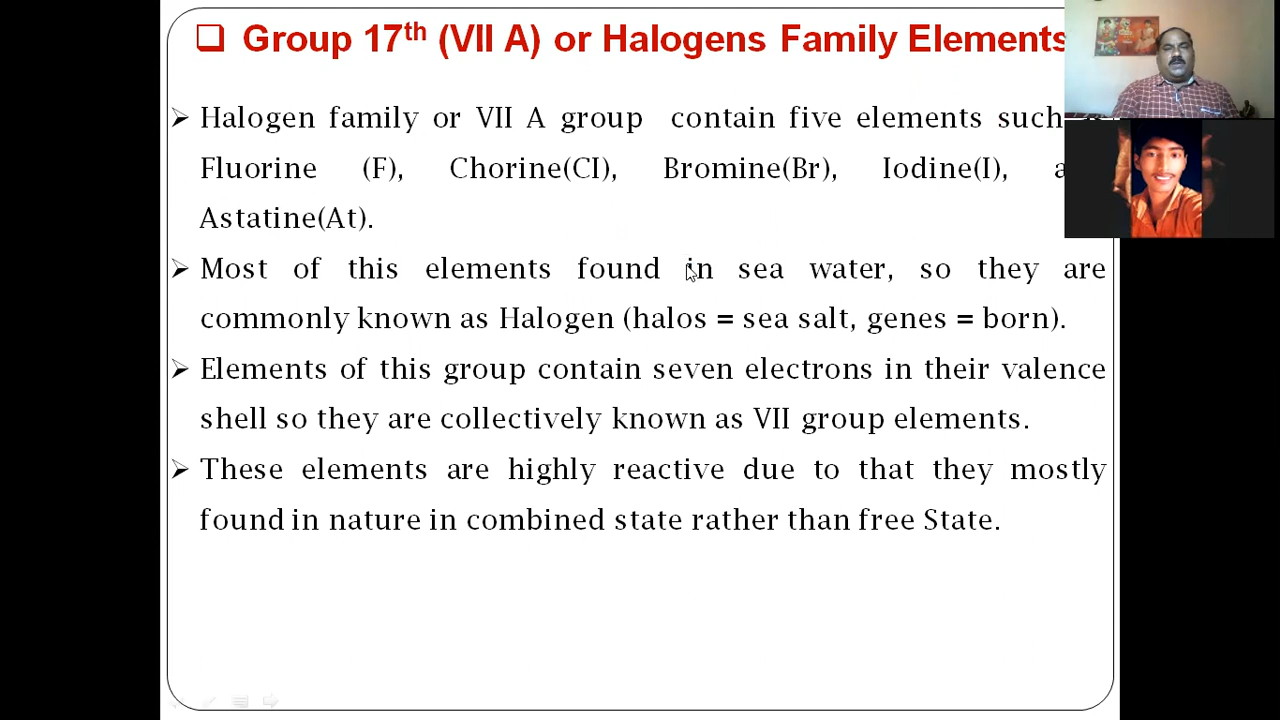 Group 17th (VII A) or Halogens Family Elements
Halogen family or VII A group contain five elements such
Fluorine (F), Chorine(CI), Bromine(Br), Iodine(I),
Astatine(At).
Most of this elements found in sea water, so they are
commonly known as Halogen (halos = sea salt, genes = born).
Elements of this group contain seven electrons in their valence
shell so they are collectively known as VII group elements.
These elements are highly reactive due to that they mostly
found in nature in combined state rather than free State.